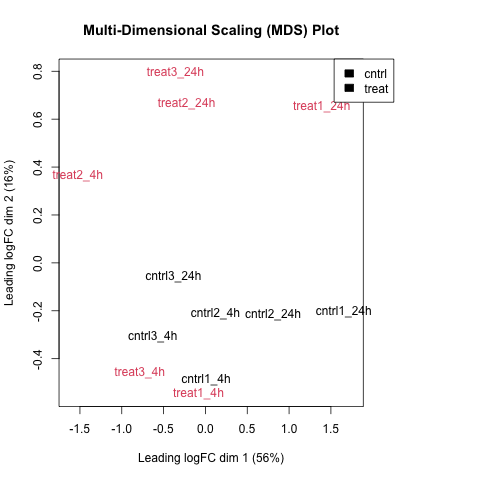 Multi-Dimensional Scaling (MDS) Plot
cntrl
treat
treat3_24h
treat2_24h
treat1_24h
treat2_4h
cntrl3_24h
cntrl2_4h
cntrl2_24h
cntrl1_24h
cntrl3_4h
treat3_4h
cntrl1_4h
treat1_4h
0.8
0.6
0.4
0.2
0.0
-0.2
-0.4
Leading logFC dim 2 (16%)
-1.5 -1.0 -0.5 0.0 0.5 1.0 1.5
Leading logFC dim 1 (56%)